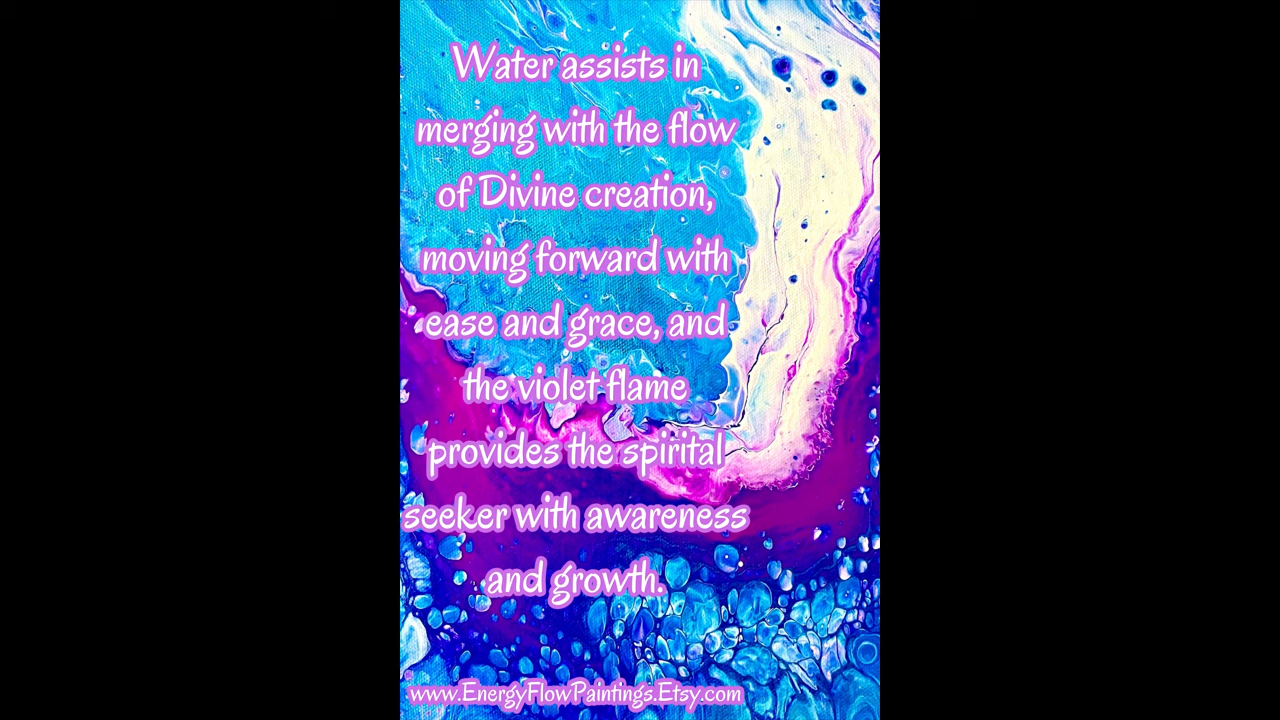 Water assists in
merging with the flow
of Divine creation,
moving forward with
ease and grace, and
the violet flame
provides the spirital
seeker with awareness
and growth.
www.EnergyFlowPaintings.Etsy.com